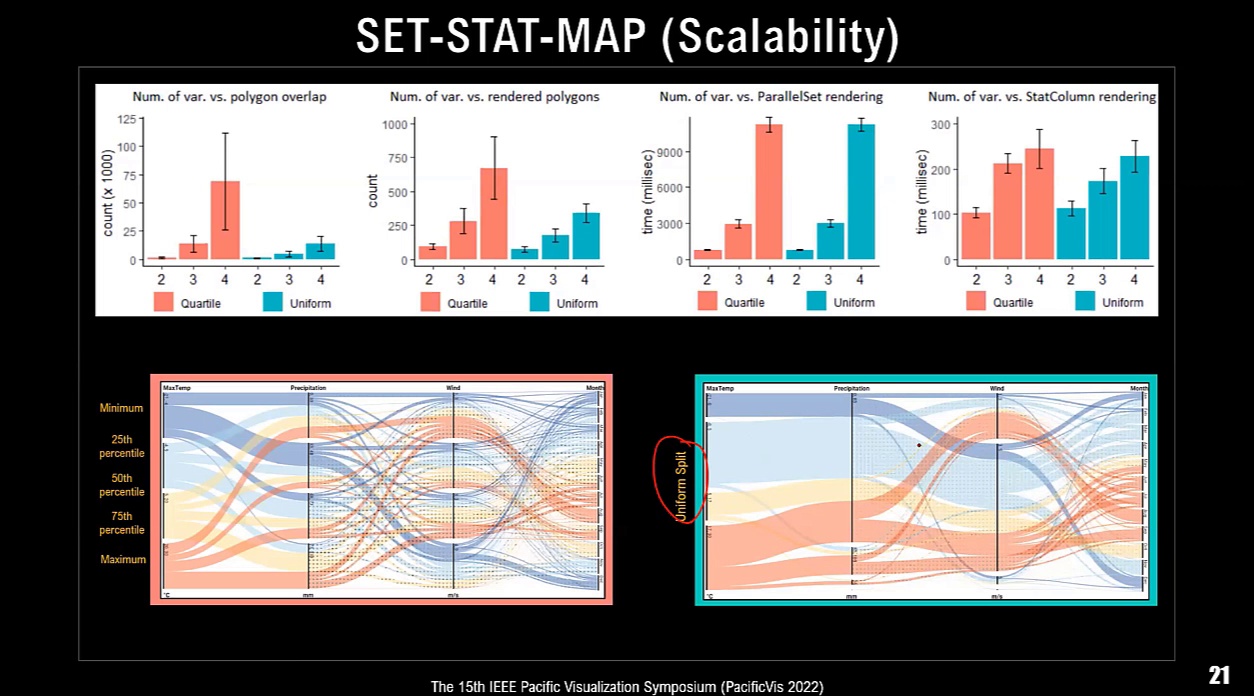 SET-STAT-MAP (Scalability)
Num. of var. vs. polygon overlap
count (x 1000)
125
100
75
50
25
0
2 3 4 2 3 4
Quartile Uniform
Num. of var. vs. rendered polygons
count
1000
750
500
250
0
2 3 4 2 3 4
Quartile Uniform
Num. of var. vs. ParallelSet rendering
time (millisec)
9000
6000
3000
0
2 3 4 2 3 4
Quartile Uniform
Num. of var. vs. StatColumn rendering
time (millisec)
300
200
100
0
2 3 4 2 3 4
Quartile Uniform
Minimum
25th
percentile
50th
percentile
75th
percentile
Maximum
MaxTemp Precipitation Wind Month
°C mm m/s
Uniform Split
MaxTemp Precipitation Wind Month
°C mm m/s
The 15th IEEE Pacific Visualization Symposium (PacificVis 2022)
21